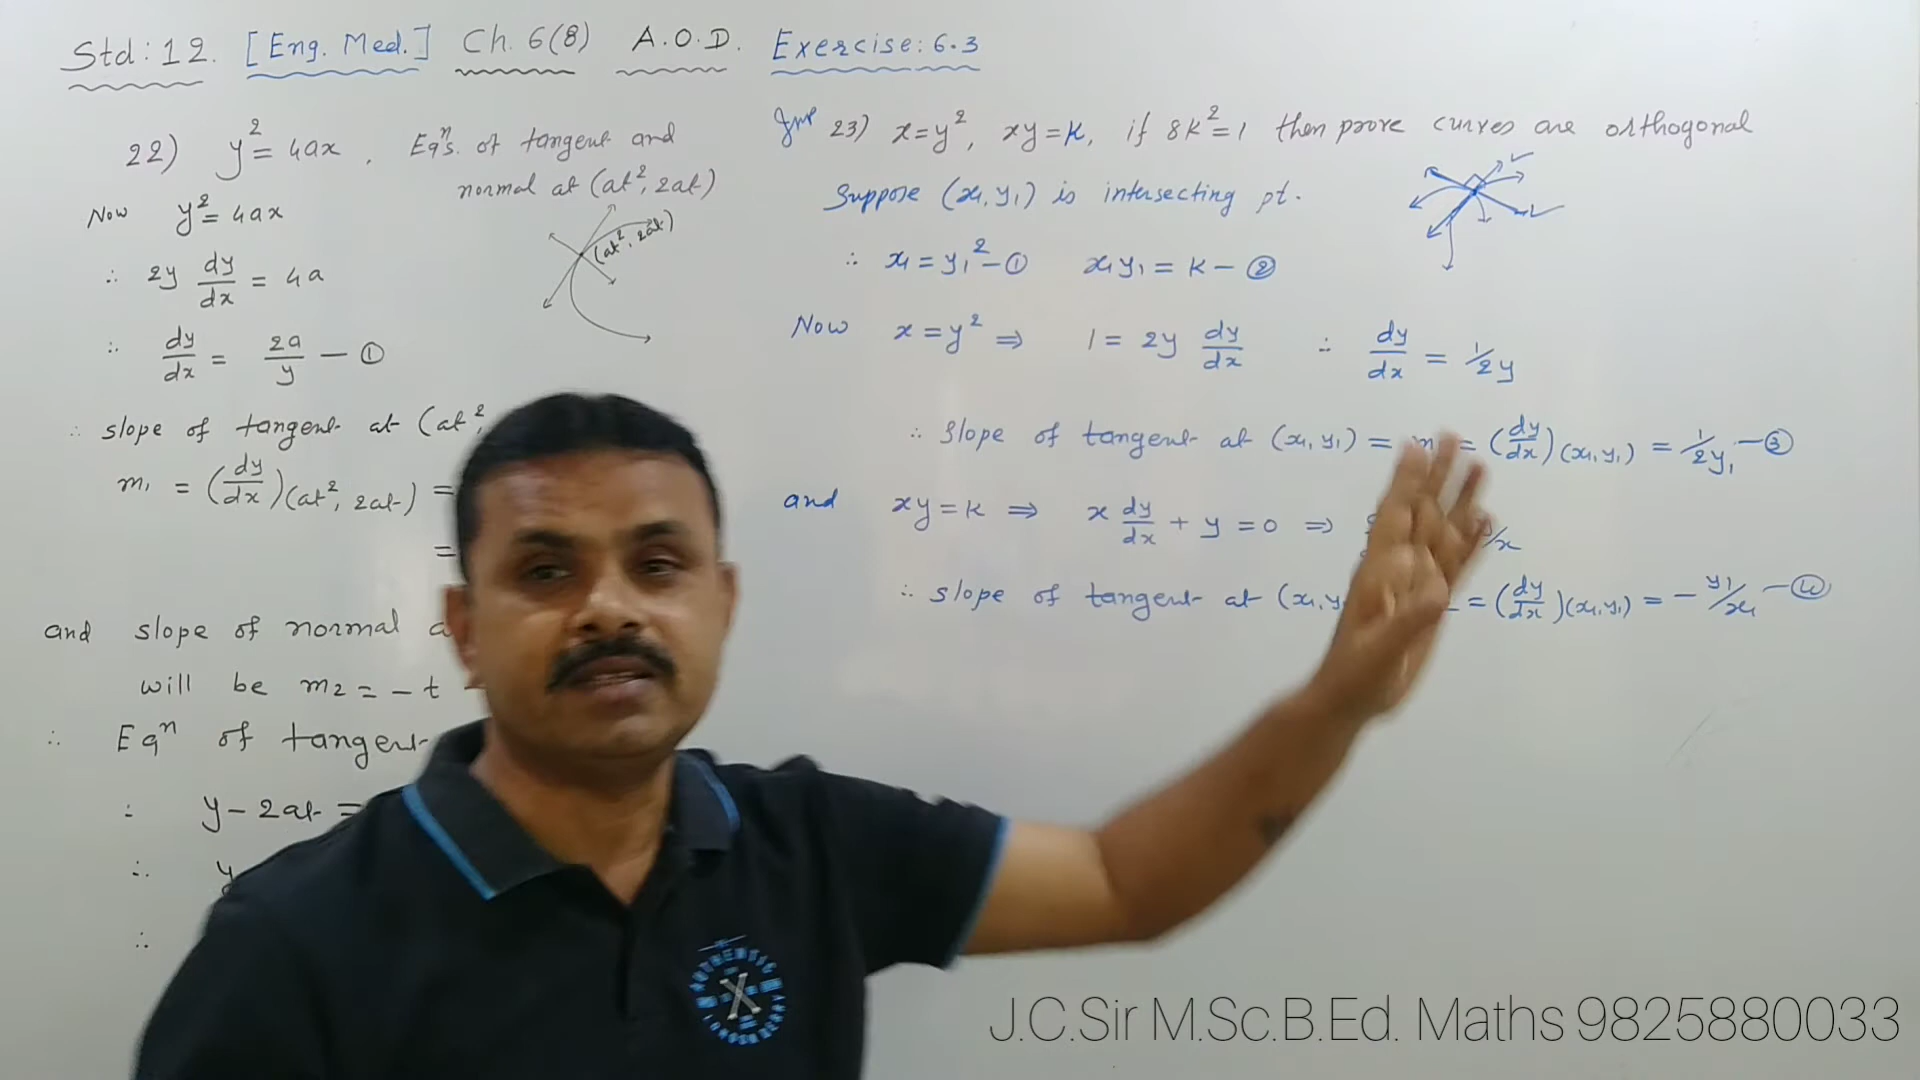 Std: 12. [Eng. Med.] Ch. 6(8) A.O.D. Exercise: 6.3
22) y² = 4ax, Eqⁿs. of tangent and
normal at (at², 2at)
(at², 2at)
Now y² = 4ax
∴ 2y dy/dx = 4a
∴ dy/dx = 2a/y — ①
∴ slope of tangent at (at²,
m₁ = (dy/dx)(at², 2at) =
=
and slope of normal
will be m₂ = -t
∴ Eqⁿ of tangent
∴ y - 2at =
∴ y
∴
Imp 23) x = y², xy = k, if 8k² = 1 then prove curves are orthogonal
Suppose (x₁, y₁) is intersecting pt.
∴ x₁ = y₁² — ① x₁y₁ = k — ②
Now x = y² ⇒ 1 = 2y dy/dx ∴ dy/dx = 1/2y
∴ slope of tangent at (x₁, y₁) = m = (dy/dx)(x₁, y₁) = 1/2y₁ — ③
and xy = k ⇒ x dy/dx + y = 0 ⇒ /x
∴ slope of tangent at (x₁, y₁ = (dy/dx)(x₁, y₁) = - y₁/x₁ — ④
AUTHENTIC
X
J.C.Sir M.Sc.B.Ed. Maths 9825880033